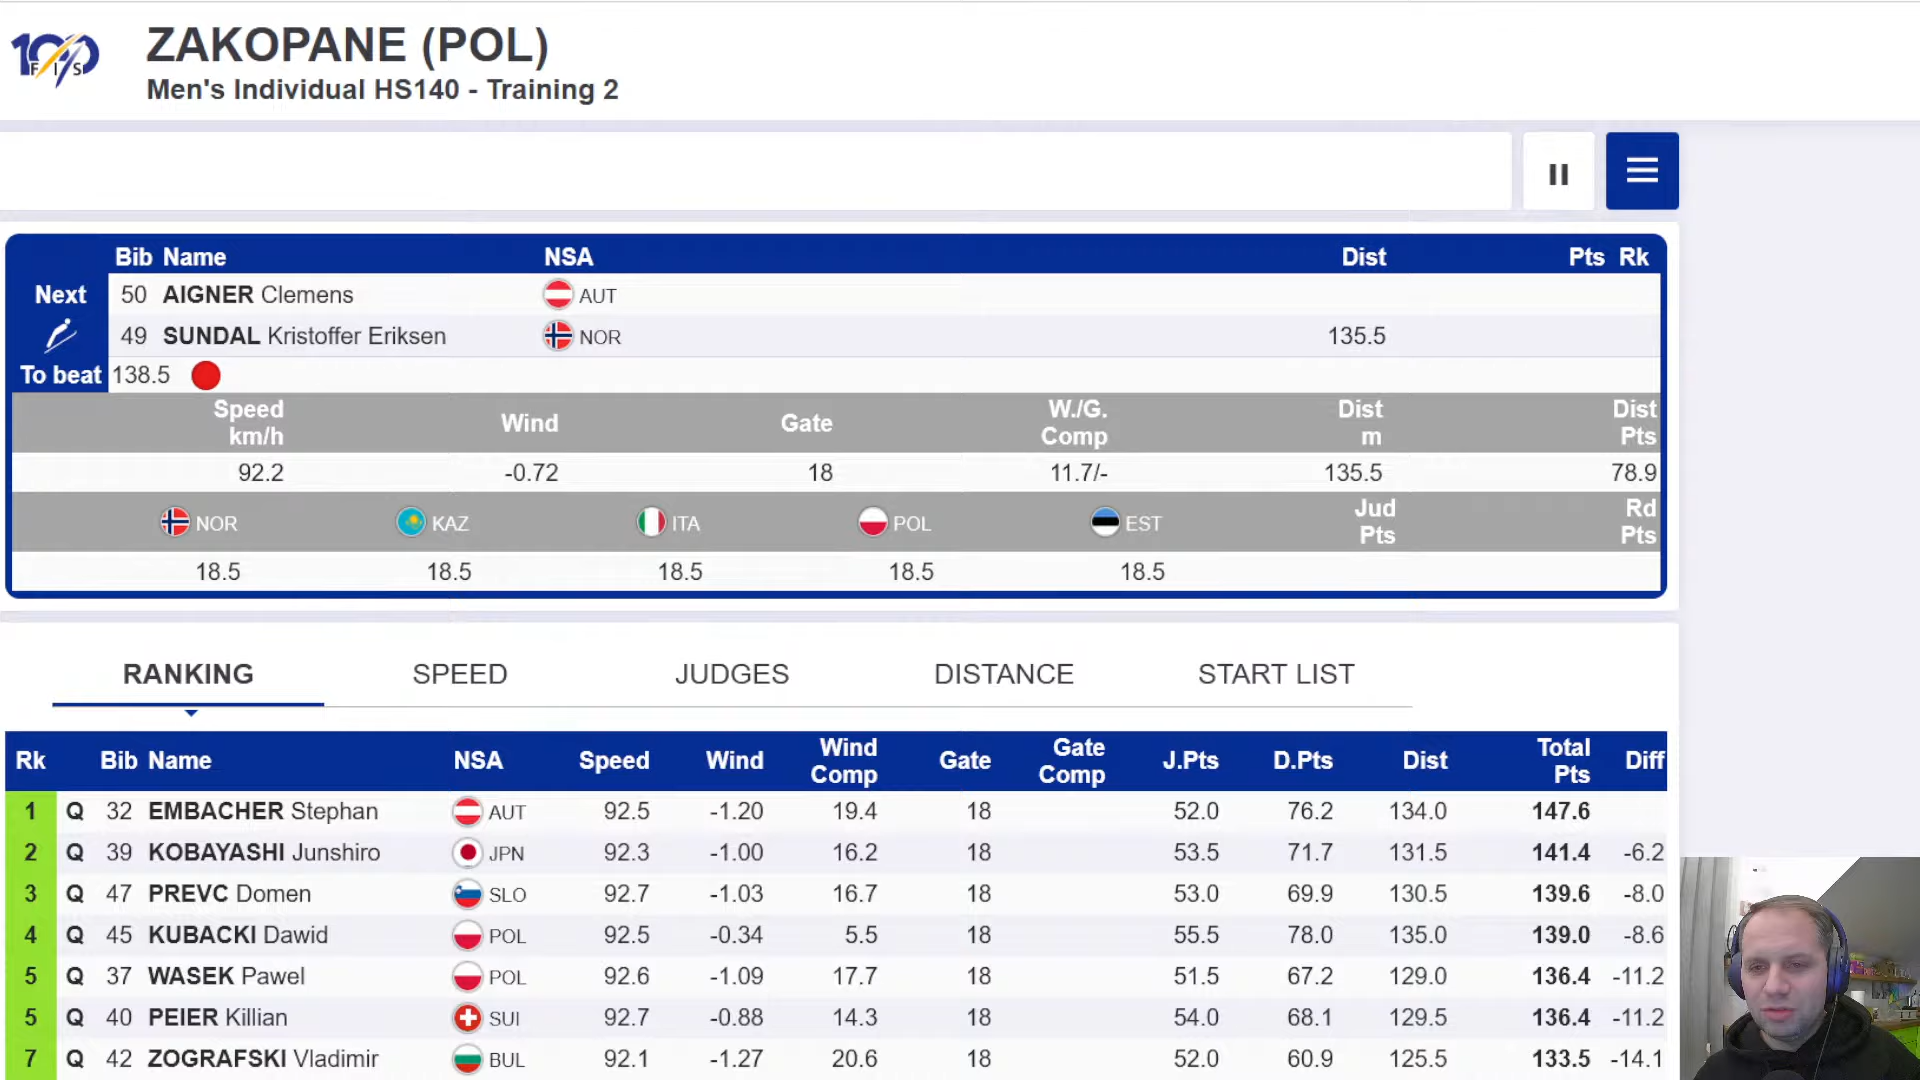 100
FIS
ZAKOPANE (POL)
Men's Individual HS140 - Training 2
Bib Name NSA Dist Pts Rk
Next 50 AIGNER Clemens AUT
49 SUNDAL Kristoffer Eriksen NOR 135.5
To beat 138.5
Speed km/h Wind Gate W./G. Comp Dist m Dist Pts
92.2 -0.72 18 11.7/- 135.5 78.9
NOR KAZ ITA POL EST Jud Pts Rd Pts
18.5 18.5 18.5 18.5 18.5
RANKING SPEED JUDGES DISTANCE START LIST
Rk Bib Name NSA Speed Wind Wind Comp Gate Gate Comp J.Pts D.Pts Dist Total Pts Diff
1 Q 32 EMBACHER Stephan AUT 92.5 -1.20 19.4 18 52.0 76.2 134.0 147.6
2 Q 39 KOBAYASHI Junshiro JPN 92.3 -1.00 16.2 18 53.5 71.7 131.5 141.4 -6.2
3 Q 47 PREVC Domen SLO 92.7 -1.03 16.7 18 53.0 69.9 130.5 139.6 -8.0
4 Q 45 KUBACKI Dawid POL 92.5 -0.34 5.5 18 55.5 78.0 135.0 139.0 -8.6
5 Q 37 WASEK Pawel POL 92.6 -1.09 17.7 18 51.5 67.2 129.0 136.4 -11.2
5 Q 40 PEIER Killian SUI 92.7 -0.88 14.3 18 54.0 68.1 129.5 136.4 -11.2
7 Q 42 ZOGRAFSKI Vladimir BUL 92.1 -1.27 20.6 18 52.0 60.9 125.5 133.5 -14.1